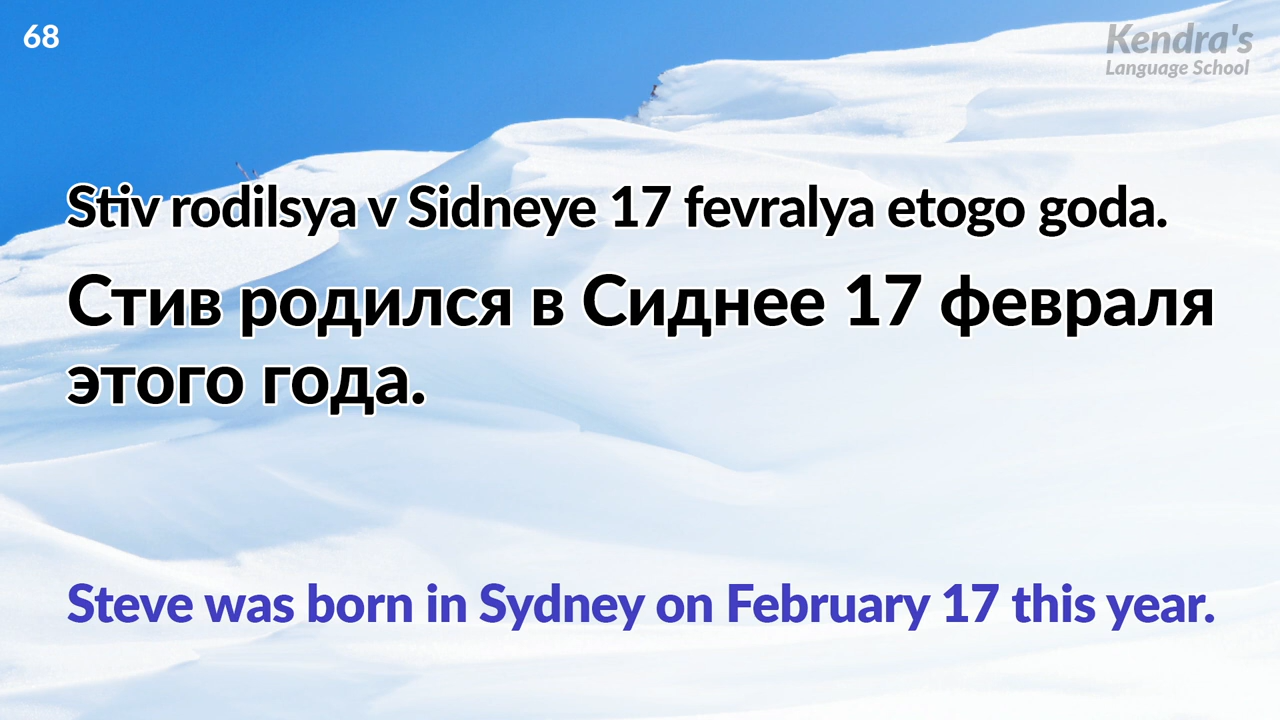 68
Kendra's
Language School
Stiv rodilsya v Sidneye 17 fevralya etogo goda.
Стив родился в Сиднее 17 февраля
этого года.
Steve was born in Sydney on February 17 this year.